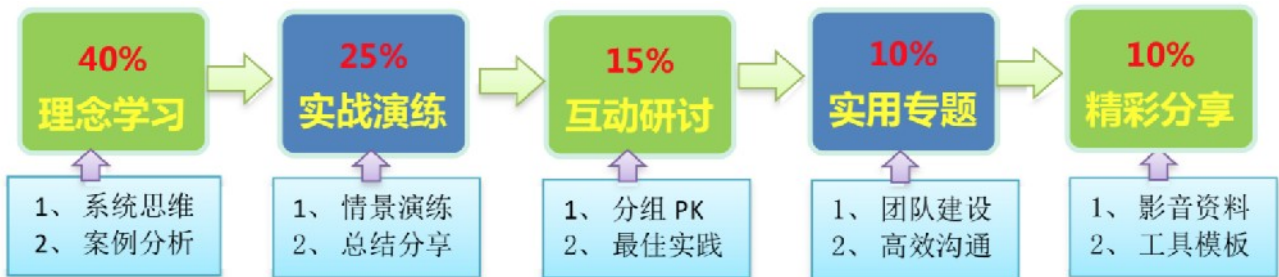 40%
理念学习
25%
实战演练
15%
互动研讨
10%
实用专题
10%
精彩分享
1、 系统思维
2、 案例分析
1、 情景演练
2、 总结分享
1、 分组 PK
2、 最佳实践
1、 团队建设
2、 高效沟通
1、 影音资料
2、 工具模板